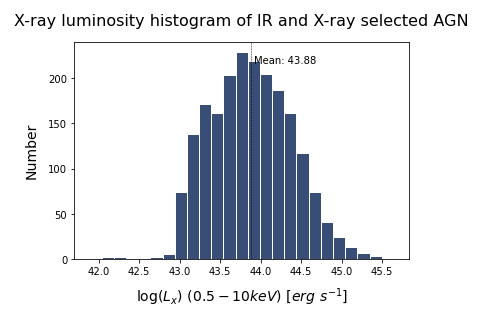 X-ray luminosity histogram of IR and X-ray selected AGN
Mean: 43.88
200
150
100
50
0
Number
42.0 42.5 43.0 43.5 44.0 44.5 45.0 45.5
log(Lₓ) (0.5 − 10keV) [erg s⁻¹]